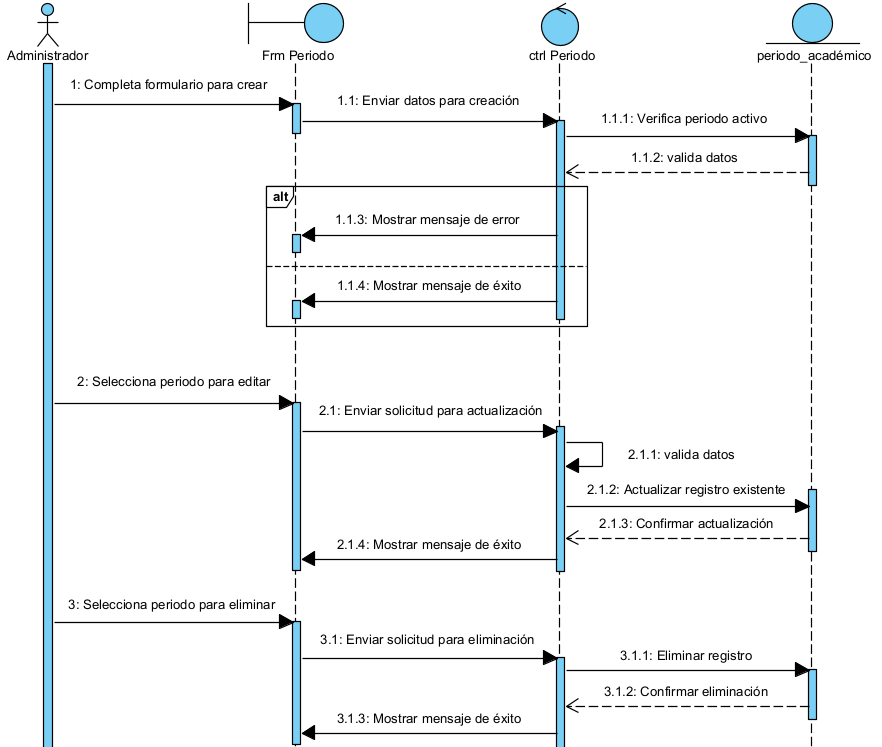 Administrador
Frm Periodo
ctrl Periodo
periodo_académico
1: Completa formulario para crear
1.1: Enviar datos para creación
1.1.1: Verifica periodo activo
1.1.2: valida datos
alt
1.1.3: Mostrar mensaje de error
1.1.4: Mostrar mensaje de éxito
2: Selecciona periodo para editar
2.1: Enviar solicitud para actualización
2.1.1: valida datos
2.1.2: Actualizar registro existente
2.1.3: Confirmar actualización
2.1.4: Mostrar mensaje de éxito
3: Selecciona periodo para eliminar
3.1: Enviar solicitud para eliminación
3.1.1: Eliminar registro
3.1.2: Confirmar eliminación
3.1.3: Mostrar mensaje de éxito